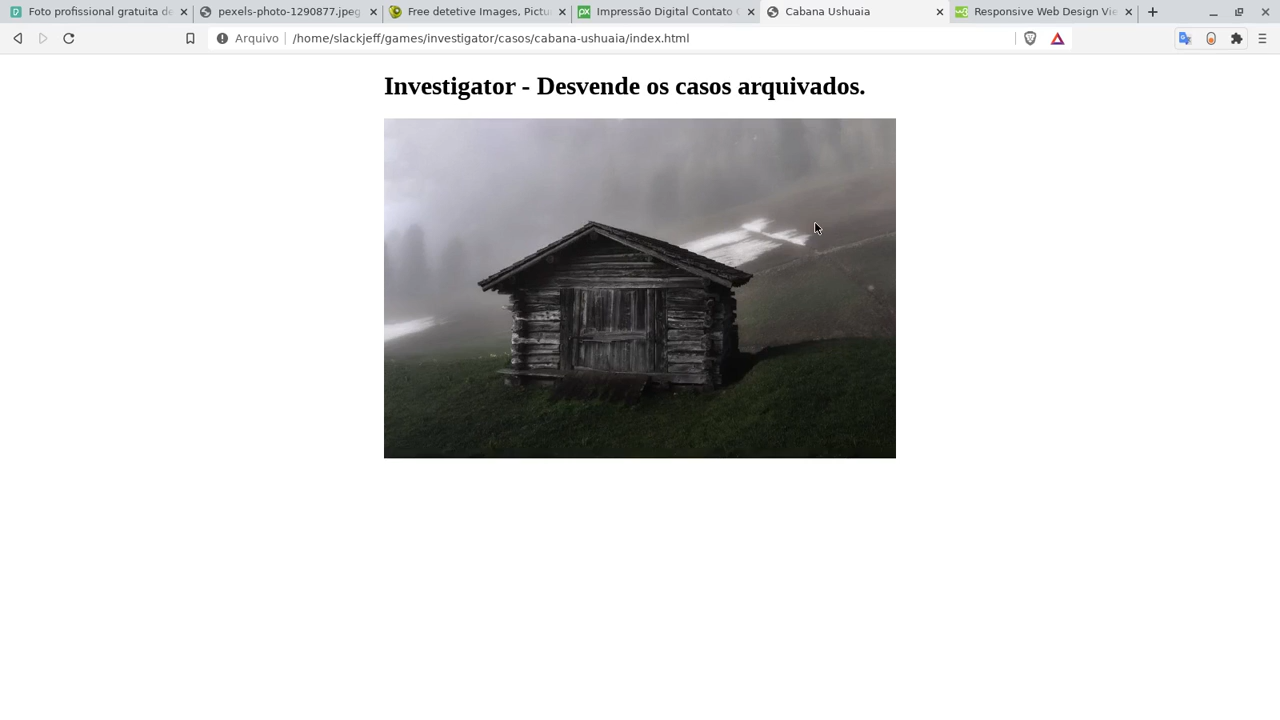 Foto profissional gratuita de
pexels-photo-1290877.jpeg
Free detetive Images, Pictu
Impressão Digital Contato
Cabana Ushuaia
Responsive Web Design Vie
Arquivo
/home/slackjeff/games/investigator/casos/cabana-ushuaia/index.html
Investigator - Desvende os casos arquivados.